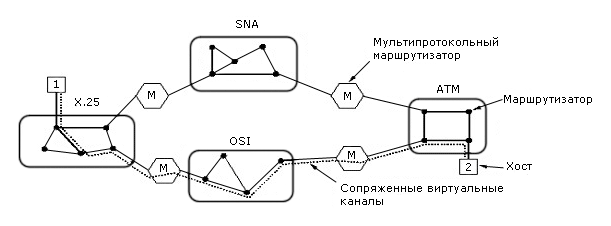 SNA
Мультипротокольный
маршрутизатор
1
X.25
M
M
ATM
Маршрутизатор
OSI
M
M
2
Хост
Сопряженные виртуальные
каналы